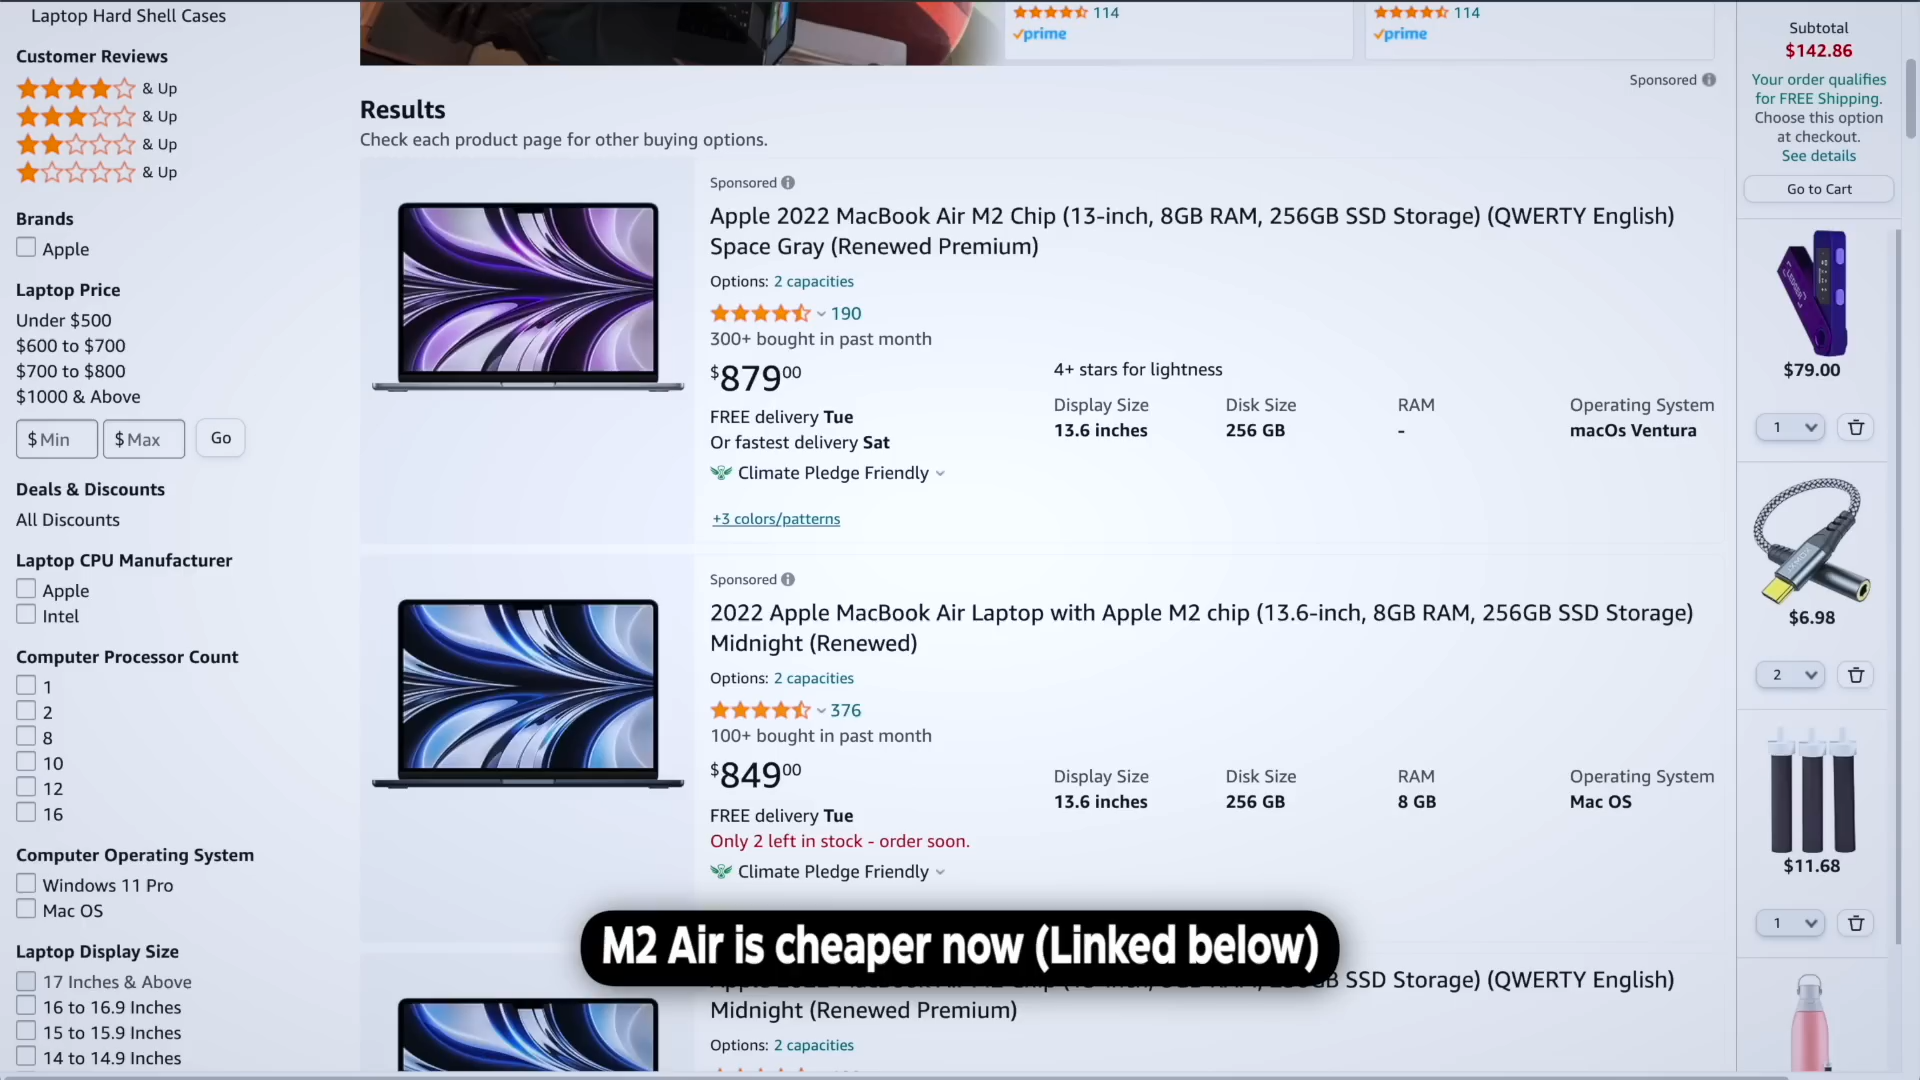 Laptop Hard Shell Cases
Customer Reviews
& Up
& Up
& Up
& Up
Brands
Apple
Laptop Price
Under $500
$600 to $700
$700 to $800
$1000 & Above
$ Min
$ Max
Go
Deals & Discounts
All Discounts
Laptop CPU Manufacturer
Apple
Intel
Computer Processor Count
1
2
8
10
12
16
Computer Operating System
Windows 11 Pro
Mac OS
Laptop Display Size
17 Inches & Above
16 to 16.9 Inches
15 to 15.9 Inches
14 to 14.9 Inches
114
prime
114
prime
Sponsored
Results
Check each product page for other buying options.
Sponsored
Apple 2022 MacBook Air M2 Chip (13-inch, 8GB RAM, 256GB SSD Storage) (QWERTY English)
Space Gray (Renewed Premium)
Options: 2 capacities
190
300+ bought in past month
$87900
FREE delivery Tue
Or fastest delivery Sat
Climate Pledge Friendly
+3 colors/patterns
4+ stars for lightness
Display Size Disk Size RAM Operating System
13.6 inches 256 GB - macOs Ventura
Sponsored
2022 Apple MacBook Air Laptop with Apple M2 chip (13.6-inch, 8GB RAM, 256GB SSD Storage)
Midnight (Renewed)
Options: 2 capacities
376
100+ bought in past month
$84900
FREE delivery Tue
Only 2 left in stock - order soon.
Climate Pledge Friendly
Display Size Disk Size RAM Operating System
13.6 inches 256 GB 8 GB Mac OS
M2 Air is cheaper now (Linked below)
SSD Storage) (QWERTY English)
Midnight (Renewed Premium)
Options: 2 capacities
Subtotal
$142.86
Your order qualifies
for FREE Shipping.
Choose this option
at checkout.
See details
Go to Cart
LEDGER
$79.00
1
$6.98
2
$11.68
1